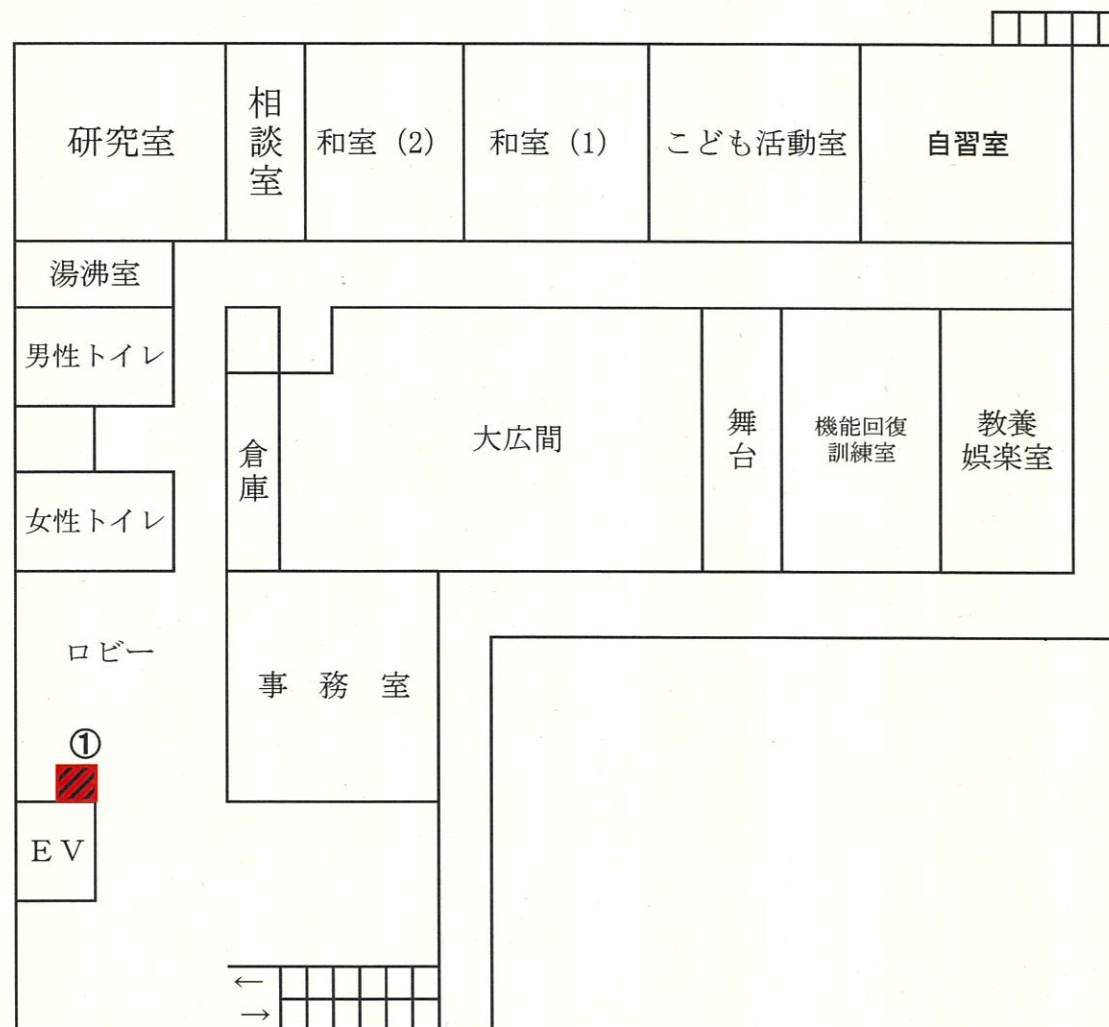 研究室
相談室
和室（2）
和室（1）
こども活動室
自習室
湯沸室
男性トイレ
倉庫
大広間
舞台
機能回復
訓練室
教養
娯楽室
女性トイレ
ロビー
事　務　室
①
ＥＶ
←
→